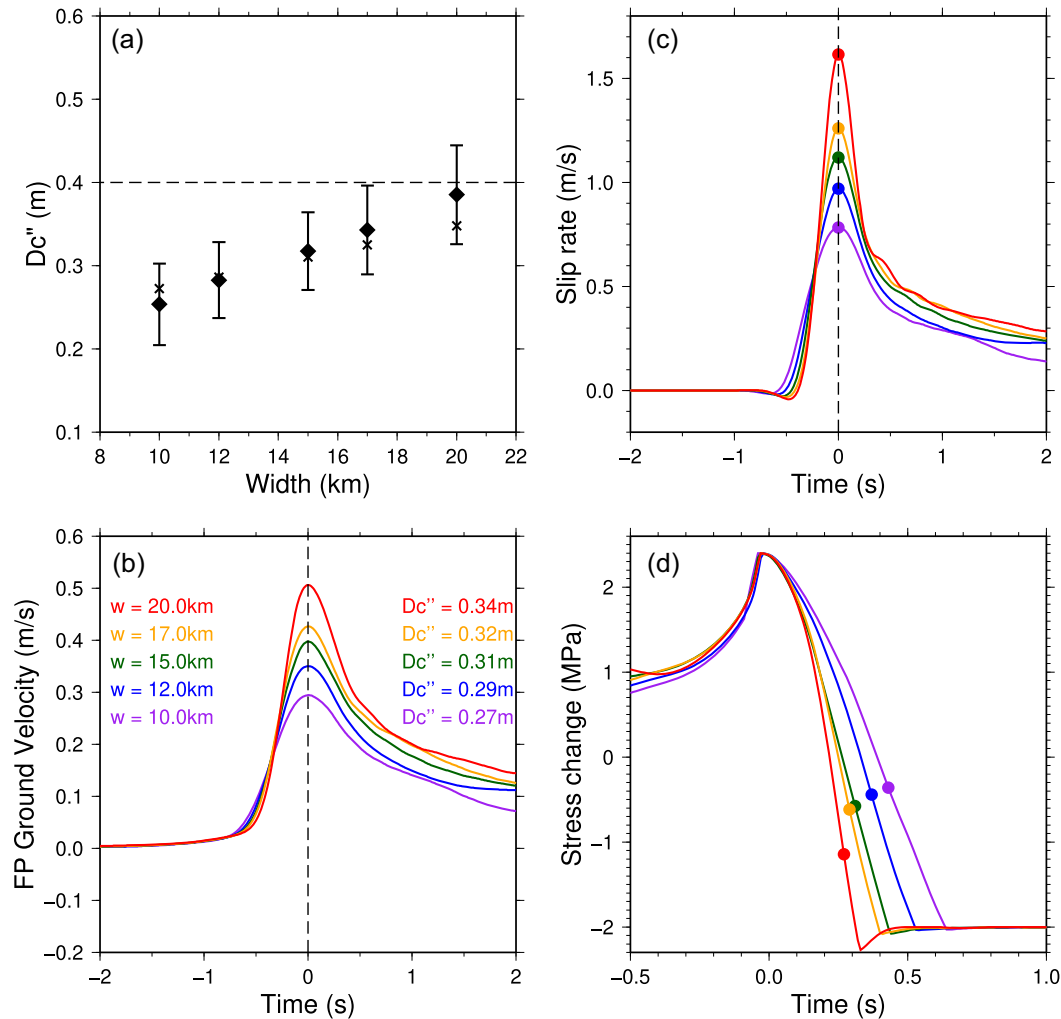 (a)
0.6
0.5
0.4
0.3
0.2
0.1
Dc" (m)
8 10 12 14 16 18 20 22
Width (km)
(c)
1.5
1.0
0.5
0.0
Slip rate (m/s)
−2 −1 0 1 2
Time (s)
(b)
0.6
0.5
0.4
0.3
0.2
0.1
0.0
−0.1
−0.2
FP Ground Velocity (m/s)
w = 20.0km Dc'' = 0.34m
w = 17.0km Dc'' = 0.32m
w = 15.0km Dc'' = 0.31m
w = 12.0km Dc'' = 0.29m
w = 10.0km Dc'' = 0.27m
−2 −1 0 1 2
Time (s)
(d)
2
1
0
−1
−2
Stress change (MPa)
−0.5 0.0 0.5 1.0
Time (s)